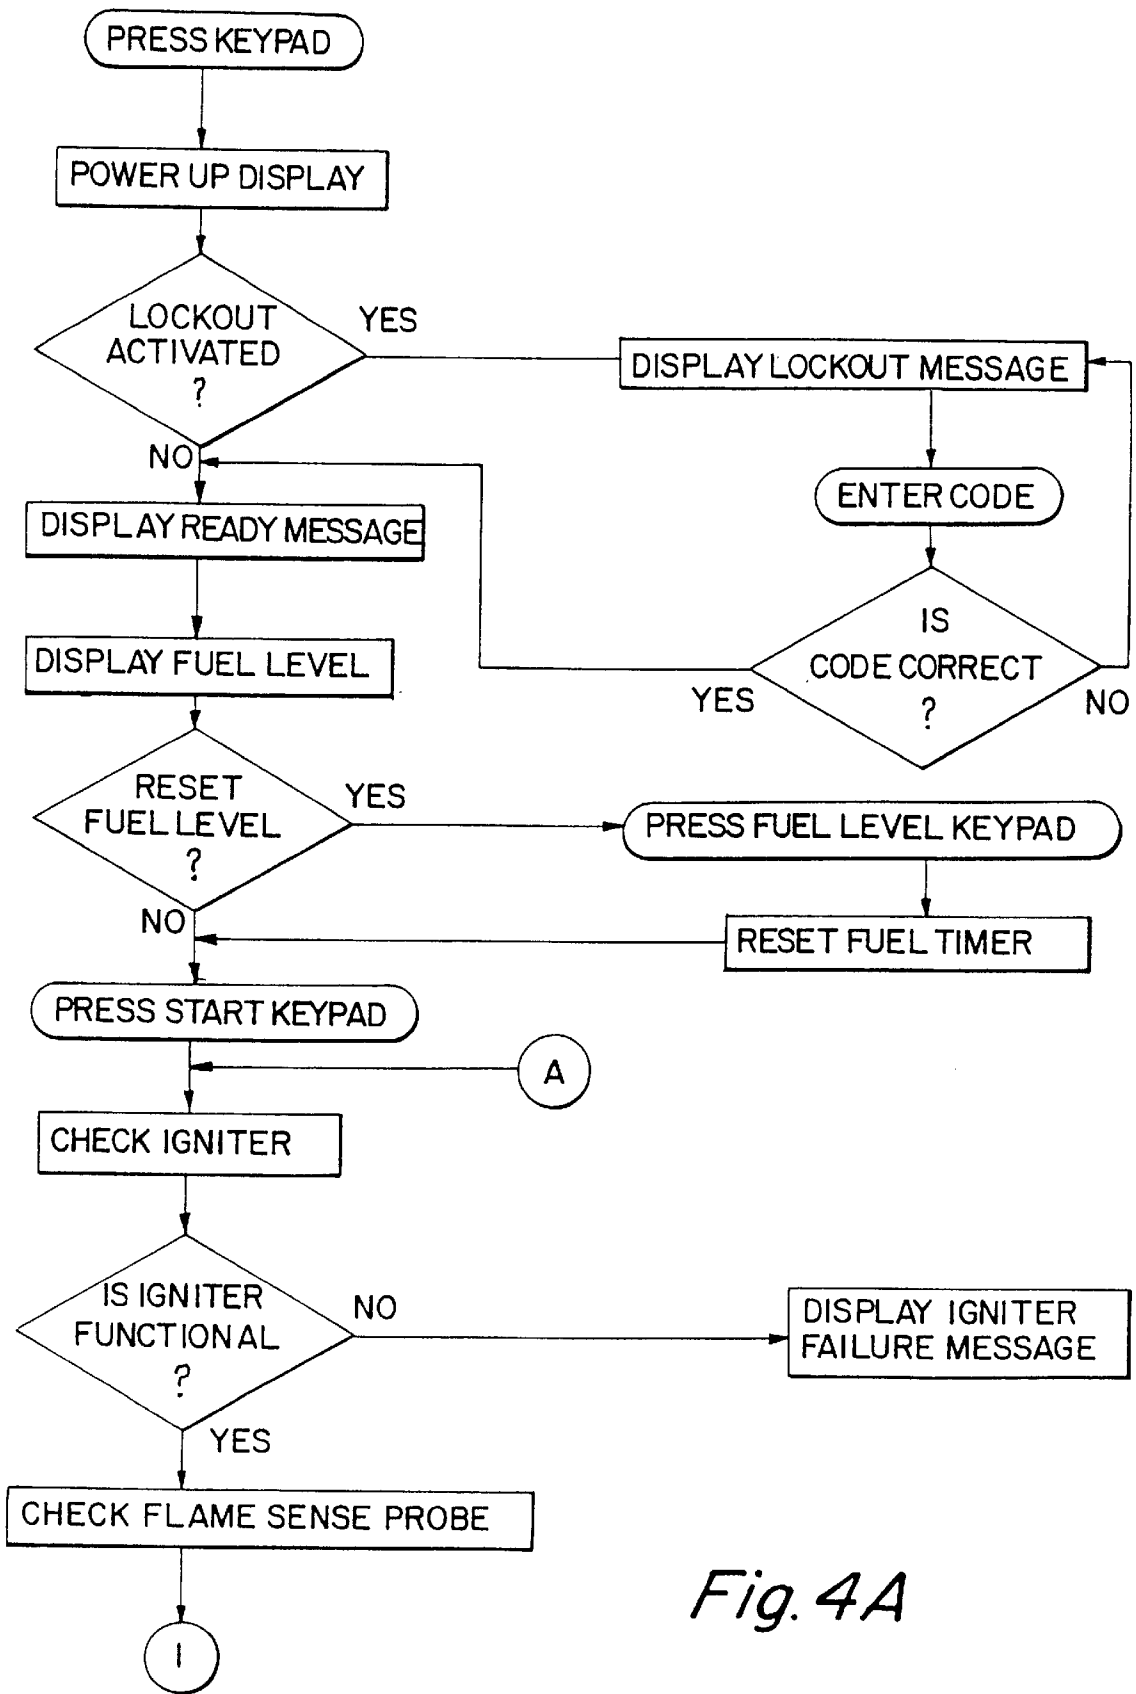 PRESS KEYPAD
POWER UP DISPLAY
LOCKOUT
ACTIVATED
?
YES
NO
DISPLAY LOCKOUT MESSAGE
ENTER CODE
IS
CODE CORRECT
?
YES
NO
DISPLAY READY MESSAGE
DISPLAY FUEL LEVEL
RESET
FUEL LEVEL
?
YES
NO
PRESS FUEL LEVEL KEYPAD
RESET FUEL TIMER
PRESS START KEYPAD
A
CHECK IGNITER
IS IGNITER
FUNCTIONAL
?
NO
YES
DISPLAY IGNITER
FAILURE MESSAGE
CHECK FLAME SENSE PROBE
1
Fig. 4A